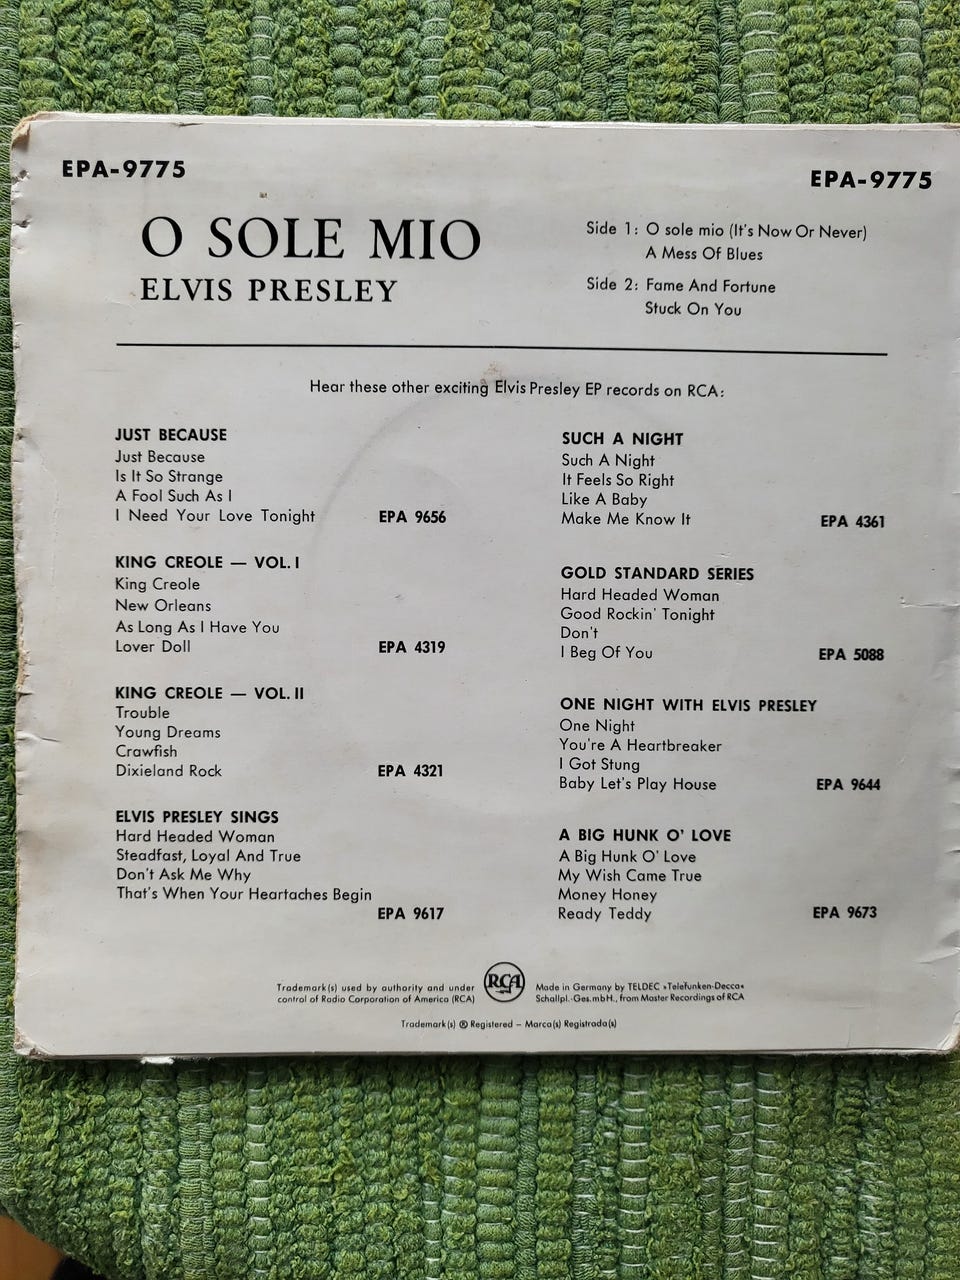 EPA-9775
EPA-9775
O SOLE MIO
ELVIS PRESLEY
Side 1: O sole mio (It's Now Or Never)
A Mess Of Blues
Side 2: Fame And Fortune
Stuck On You
Hear these other exciting Elvis Presley EP records on RCA:
JUST BECAUSE
Just Because
Is It So Strange
A Fool Such As I
I Need Your Love Tonight EPA 9656
KING CREOLE — VOL. I
King Creole
New Orleans
As Long As I Have You
Lover Doll EPA 4319
KING CREOLE — VOL. II
Trouble
Young Dreams
Crawfish
Dixieland Rock EPA 4321
ELVIS PRESLEY SINGS
Hard Headed Woman
Steadfast, Loyal And True
Don't Ask Me Why
That's When Your Heartaches Begin
EPA 9617
SUCH A NIGHT
Such A Night
It Feels So Right
Like A Baby
Make Me Know It EPA 4361
GOLD STANDARD SERIES
Hard Headed Woman
Good Rockin' Tonight
Don't
I Beg Of You EPA 5088
ONE NIGHT WITH ELVIS PRESLEY
One Night
You're A Heartbreaker
I Got Stung
Baby Let's Play House EPA 9644
A BIG HUNK O' LOVE
A Big Hunk O' Love
My Wish Came True
Money Honey
Ready Teddy EPA 9673
Trademark(s) used by authority and under
control of Radio Corporation of America (RCA)
RCA
Made in Germany by TELDEC »Telefunken-Decca«
Schallpl.-Ges.mbH., from Master Recordings of RCA
Trademark(s) ® Registered – Marca(s) Registrada(s)